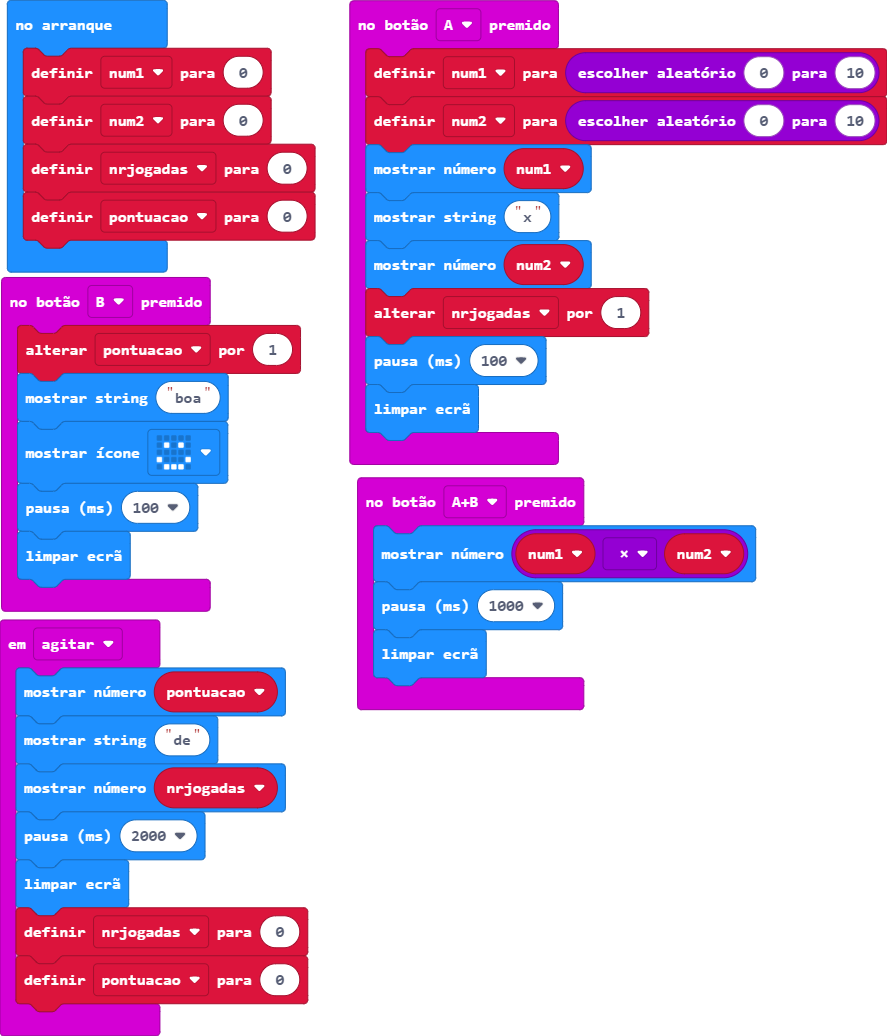 no arranque
definir num1 para 0
definir num2 para 0
definir nrjogadas para 0
definir pontuacao para 0
no botão B premido
alterar pontuacao por 1
mostrar string "boa"
mostrar ícone
pausa (ms) 100
limpar ecrã
em agitar
mostrar número pontuacao
mostrar string "de"
mostrar número nrjogadas
pausa (ms) 2000
limpar ecrã
definir nrjogadas para 0
definir pontuacao para 0
no botão A premido
definir num1 para escolher aleatório 0 para 10
definir num2 para escolher aleatório 0 para 10
mostrar número num1
mostrar string "x"
mostrar número num2
alterar nrjogadas por 1
pausa (ms) 100
limpar ecrã
no botão A+B premido
mostrar número num1 × num2
pausa (ms) 1000
limpar ecrã